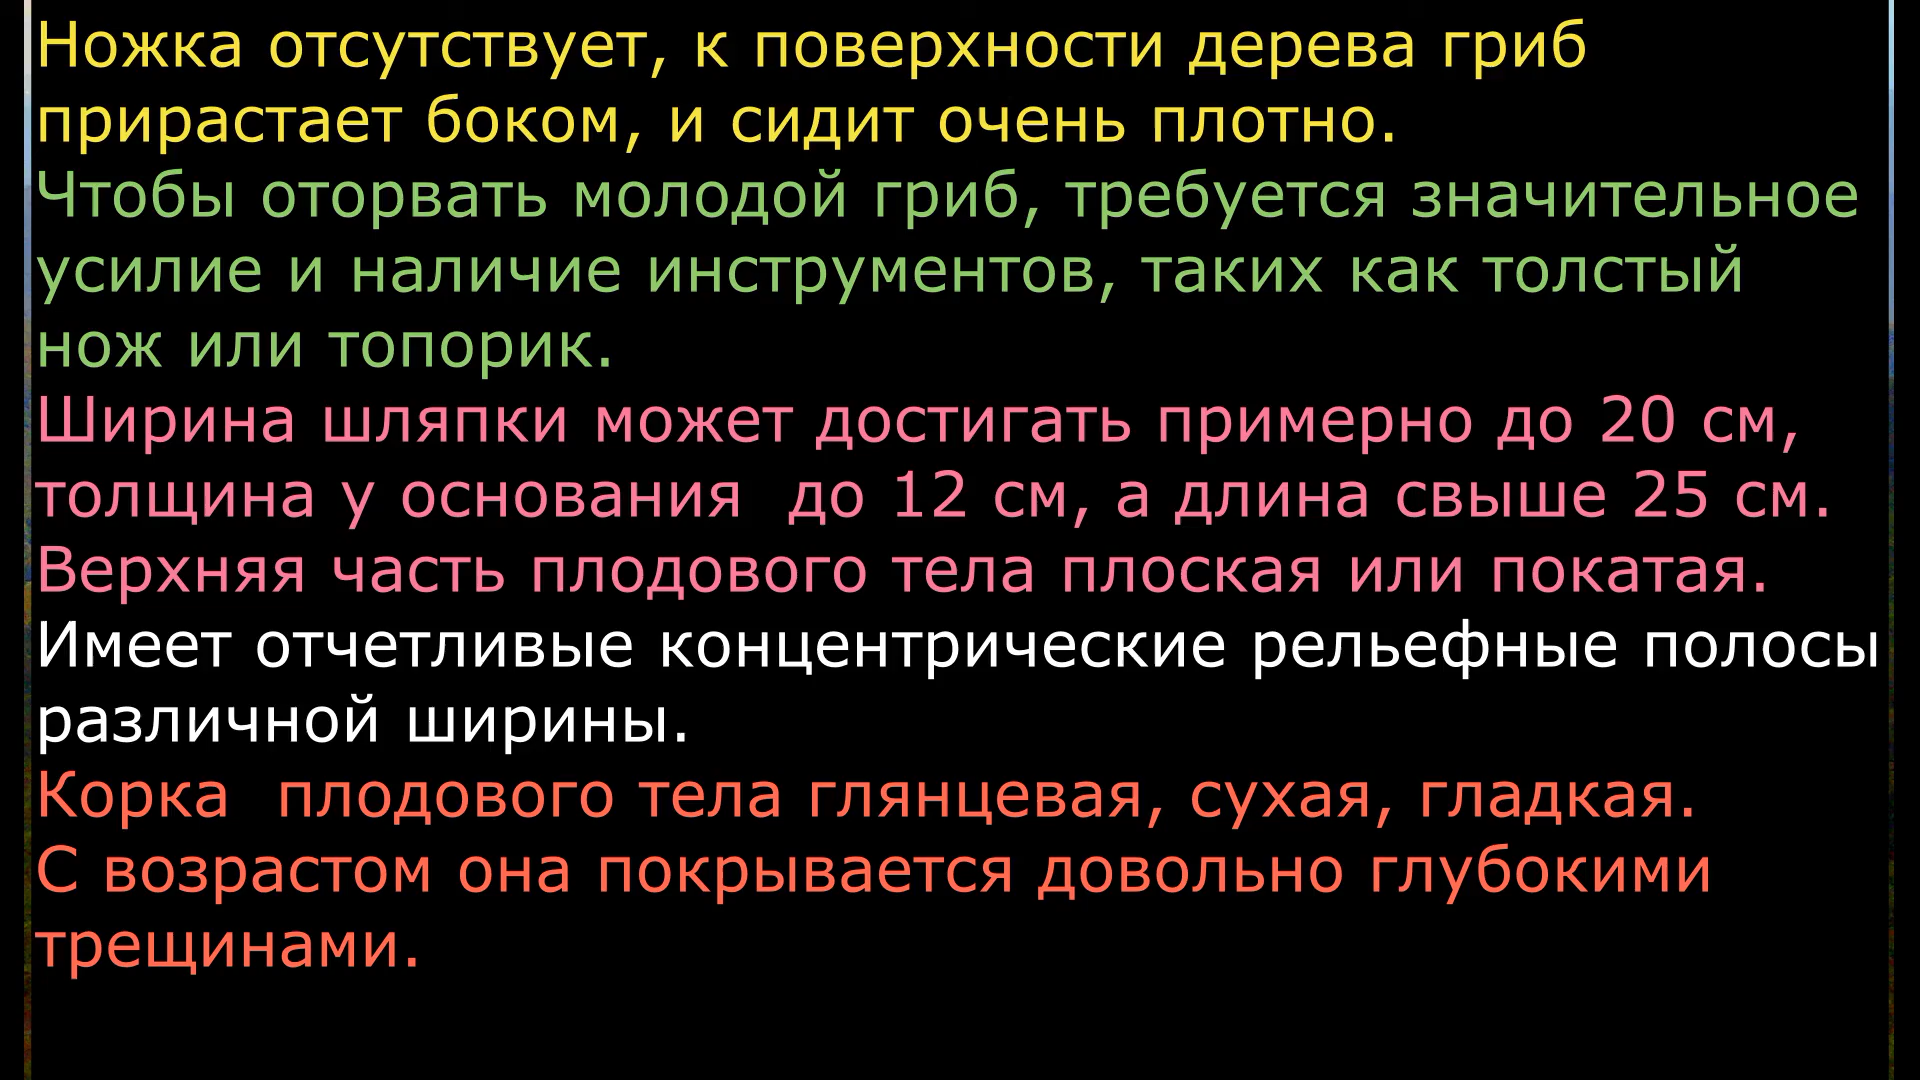 Ножка отсутствует, к поверхности дерева гриб
прирастает боком, и сидит очень плотно.
Чтобы оторвать молодой гриб, требуется значительное
усилие и наличие инструментов, таких как толстый
нож или топорик.
Ширина шляпки может достигать примерно до 20 см,
толщина у основания  до 12 см, а длина свыше 25 см.
Верхняя часть плодового тела плоская или покатая.
Имеет отчетливые концентрические рельефные полосы
различной ширины.
Корка  плодового тела глянцевая, сухая, гладкая.
С возрастом она покрывается довольно глубокими
трещинами.